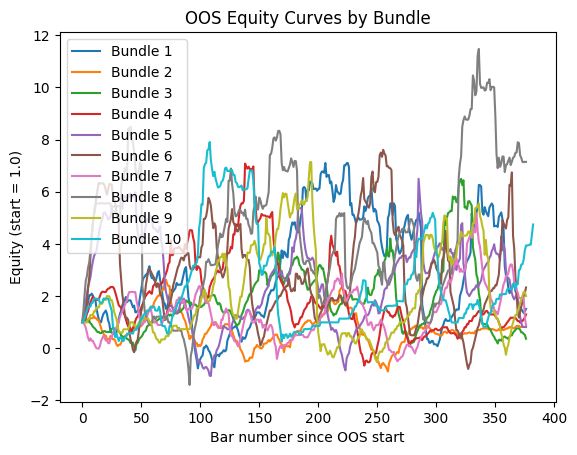 OOS Equity Curves by Bundle
Equity (start = 1.0)
12
10
8
6
4
2
0
−2
Bundle 1
Bundle 2
Bundle 3
Bundle 4
Bundle 5
Bundle 6
Bundle 7
Bundle 8
Bundle 9
Bundle 10
0 50 100 150 200 250 300 350 400
Bar number since OOS start